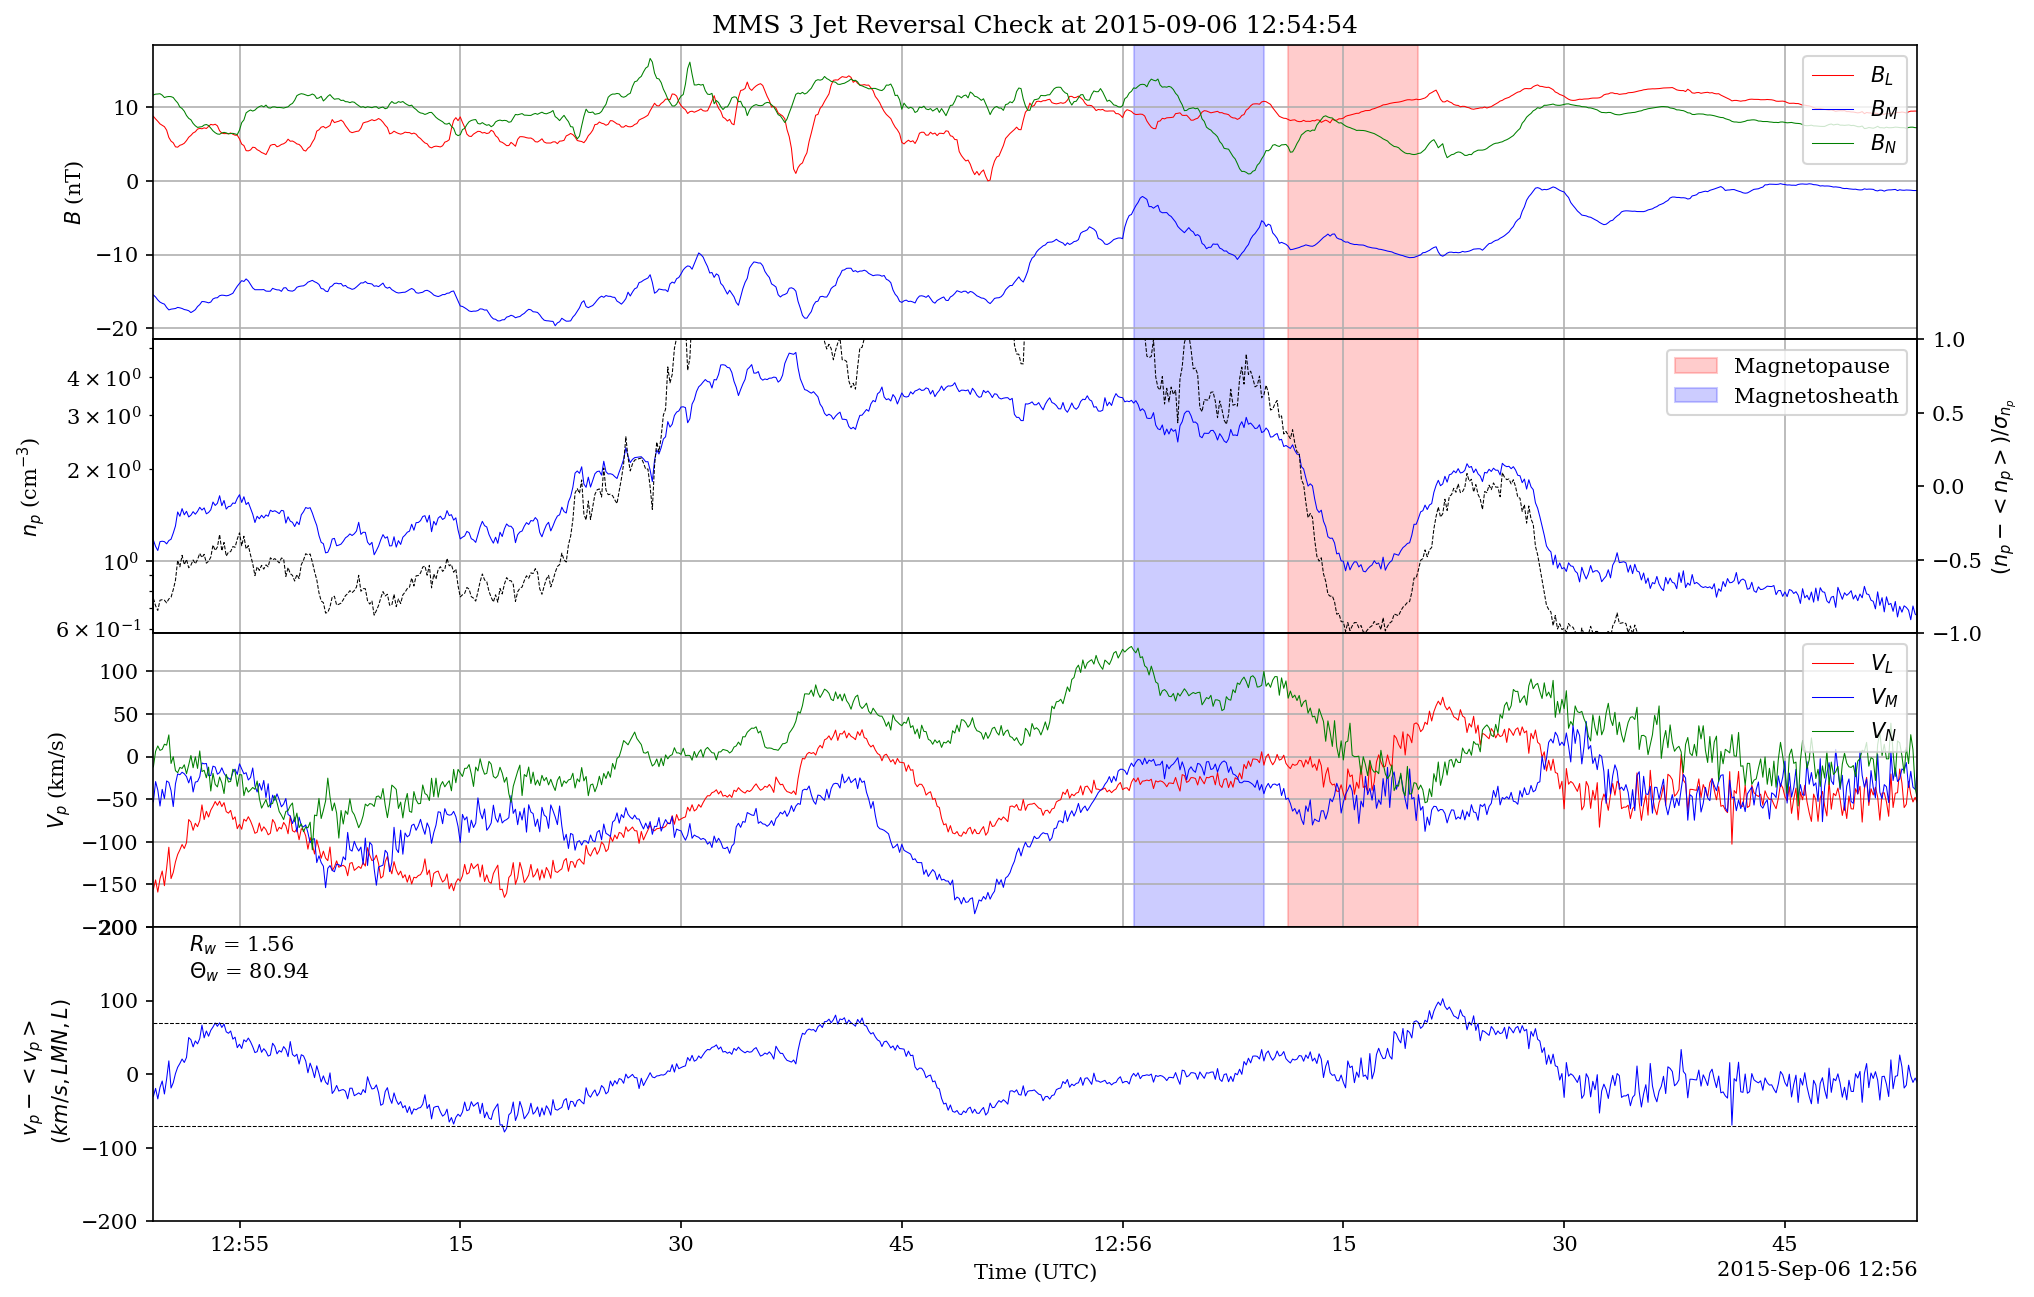 MMS 3 Jet Reversal Check at 2015-09-06 12:54:54
B (nT)
10
0
−10
−20
B_L
B_M
B_N
n_p (cm^{−3})
4 × 10^0
3 × 10^0
2 × 10^0
10^0
6 × 10^{−1}
Magnetopause
Magnetosheath
1.0
0.5
0.0
−0.5
−1.0
(n_p − < n_p > )/σ_{n_p}
V_p (km/s)
100
50
0
−50
−100
−150
−200
V_L
V_M
V_N
v_p − < v_p >
(km/s, LMN, L)
200
100
0
−100
−200
R_w = 1.56
Θ_w = 80.94
12:55 15 30 45 12:56 15 30 45
Time (UTC)
2015-Sep-06 12:56